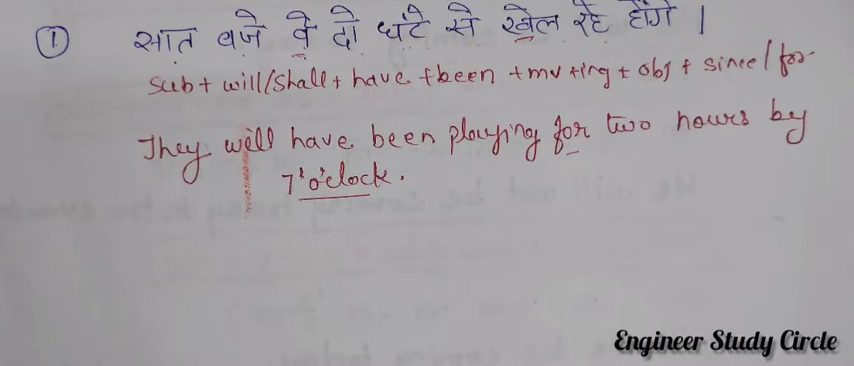 ① सात वजे वे दो घंटे से खेल रहे होंगे ।
Sub + will/shall + have + been + mv + ing + obj + since/for
They will have been playing for two hours by
7'o'clock.
Engineer Study Circle